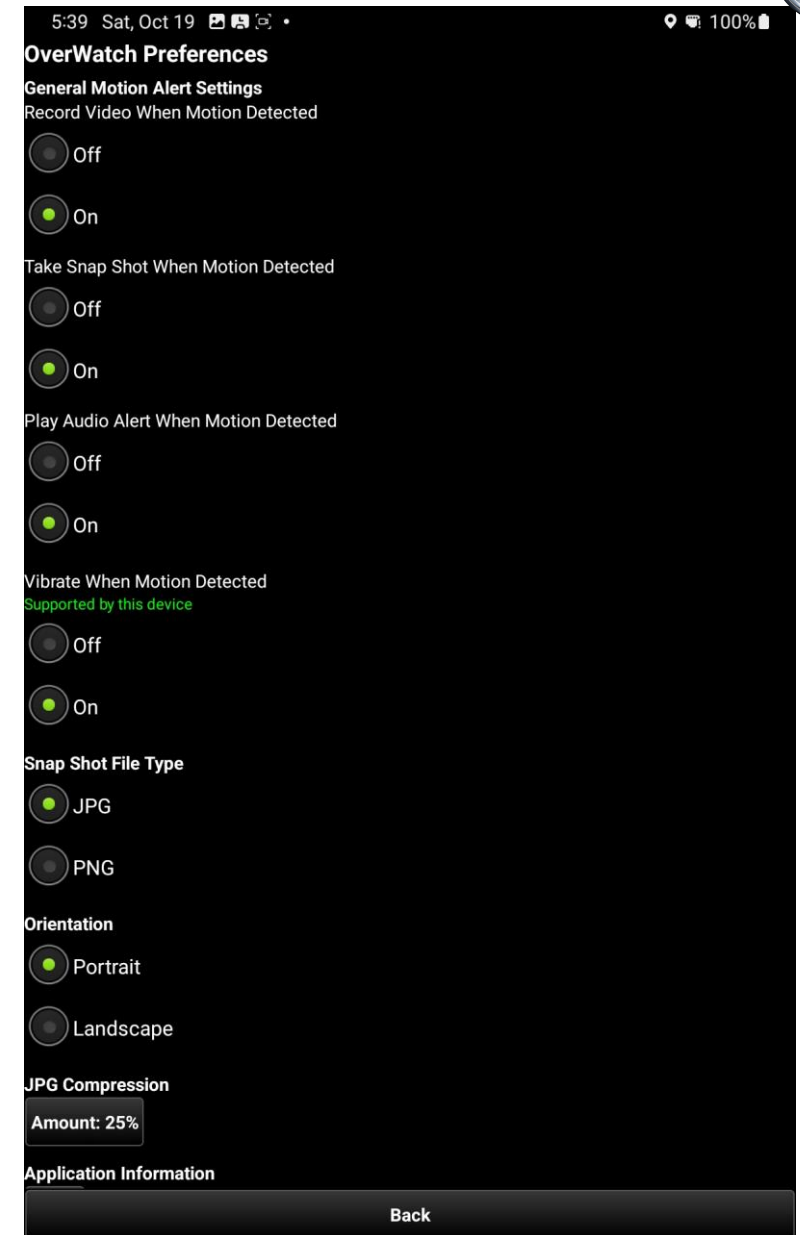 5:39 Sat, Oct 19 100%
OverWatch Preferences
General Motion Alert Settings
Record Video When Motion Detected
Off
On
Take Snap Shot When Motion Detected
Off
On
Play Audio Alert When Motion Detected
Off
On
Vibrate When Motion Detected
Supported by this device
Off
On
Snap Shot File Type
JPG
PNG
Orientation
Portrait
Landscape
JPG Compression
Amount: 25%
Application Information
Back